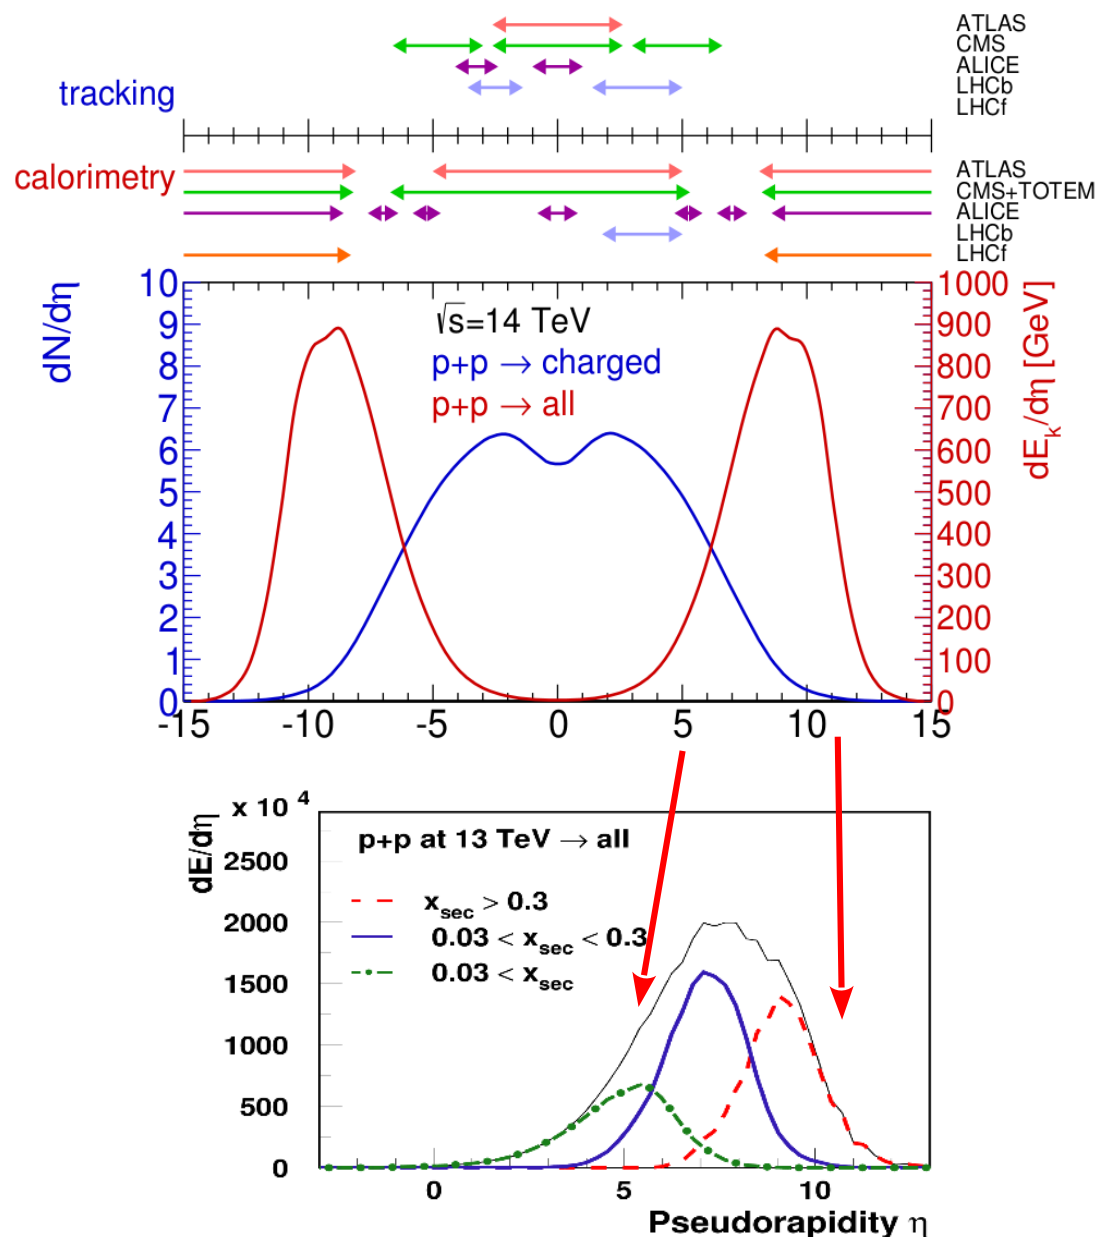 ATLAS
CMS
ALICE
LHCb
LHCf
tracking
calorimetry
ATLAS
CMS+TOTEM
ALICE
LHCb
LHCf
dN/dη
10
9
8
7
6
5
4
3
2
1
0
√s=14 TeV
p+p → charged
p+p → all
1000
900
800
700
600
500
400
300
200
100
0
dE_k/dη [GeV]
-15 -10 -5 0 5 10 15
x 10^4
dE/dη
p+p at 13 TeV → all
2500
2000
1500
1000
500
0
x_sec > 0.3
0.03 < x_sec < 0.3
0.03 < x_sec
0 5 10
Pseudorapidity η